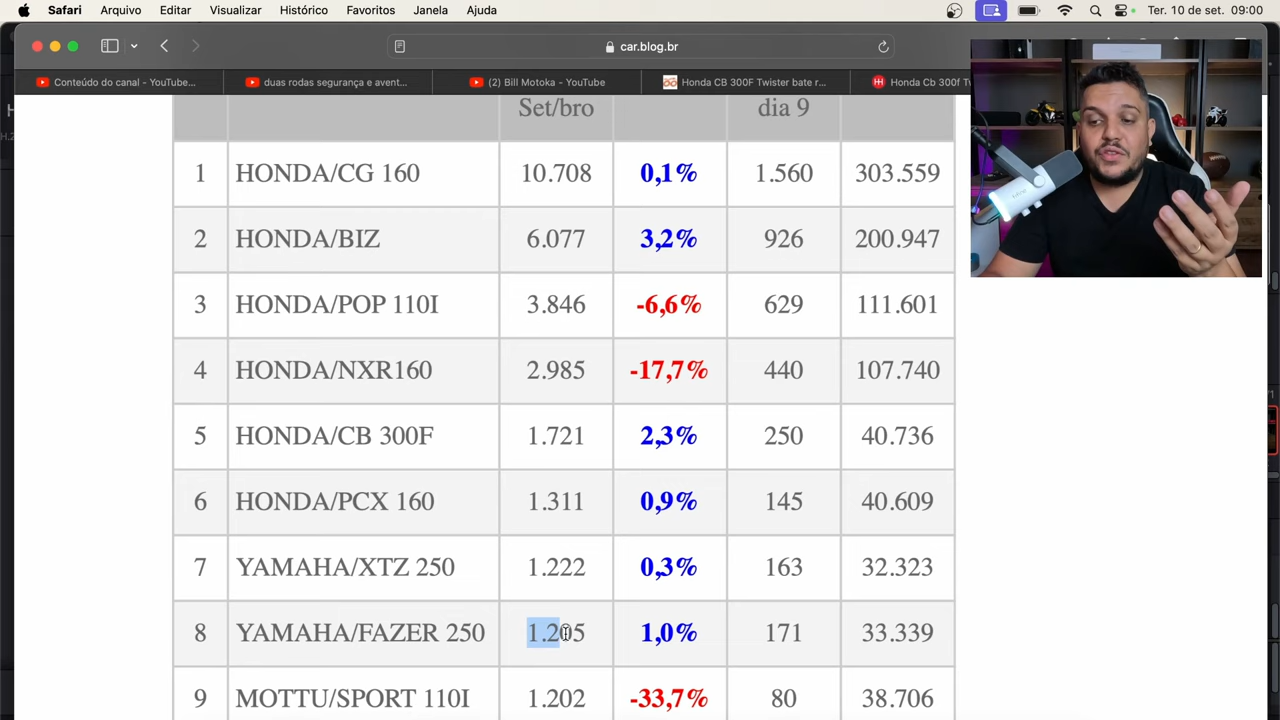 Safari Arquivo Editar Visualizar Histórico Favoritos Janela Ajuda Ter. 10 de set. 09:00
car.blog.br
Conteúdo do canal - YouTube... duas rodas segurança e avent... (2) Bill Motoka - YouTube Honda CB 300F Twister bate r... Honda Cb 300f Tw
Set/bro dia 9
1 HONDA/CG 160 10.708 0,1% 1.560 303.559
2 HONDA/BIZ 6.077 3,2% 926 200.947
3 HONDA/POP 110I 3.846 -6,6% 629 111.601
4 HONDA/NXR160 2.985 -17,7% 440 107.740
5 HONDA/CB 300F 1.721 2,3% 250 40.736
6 HONDA/PCX 160 1.311 0,9% 145 40.609
7 YAMAHA/XTZ 250 1.222 0,3% 163 32.323
8 YAMAHA/FAZER 250 1.205 1,0% 171 33.339
9 MOTTU/SPORT 110I 1.202 -33,7% 80 38.706